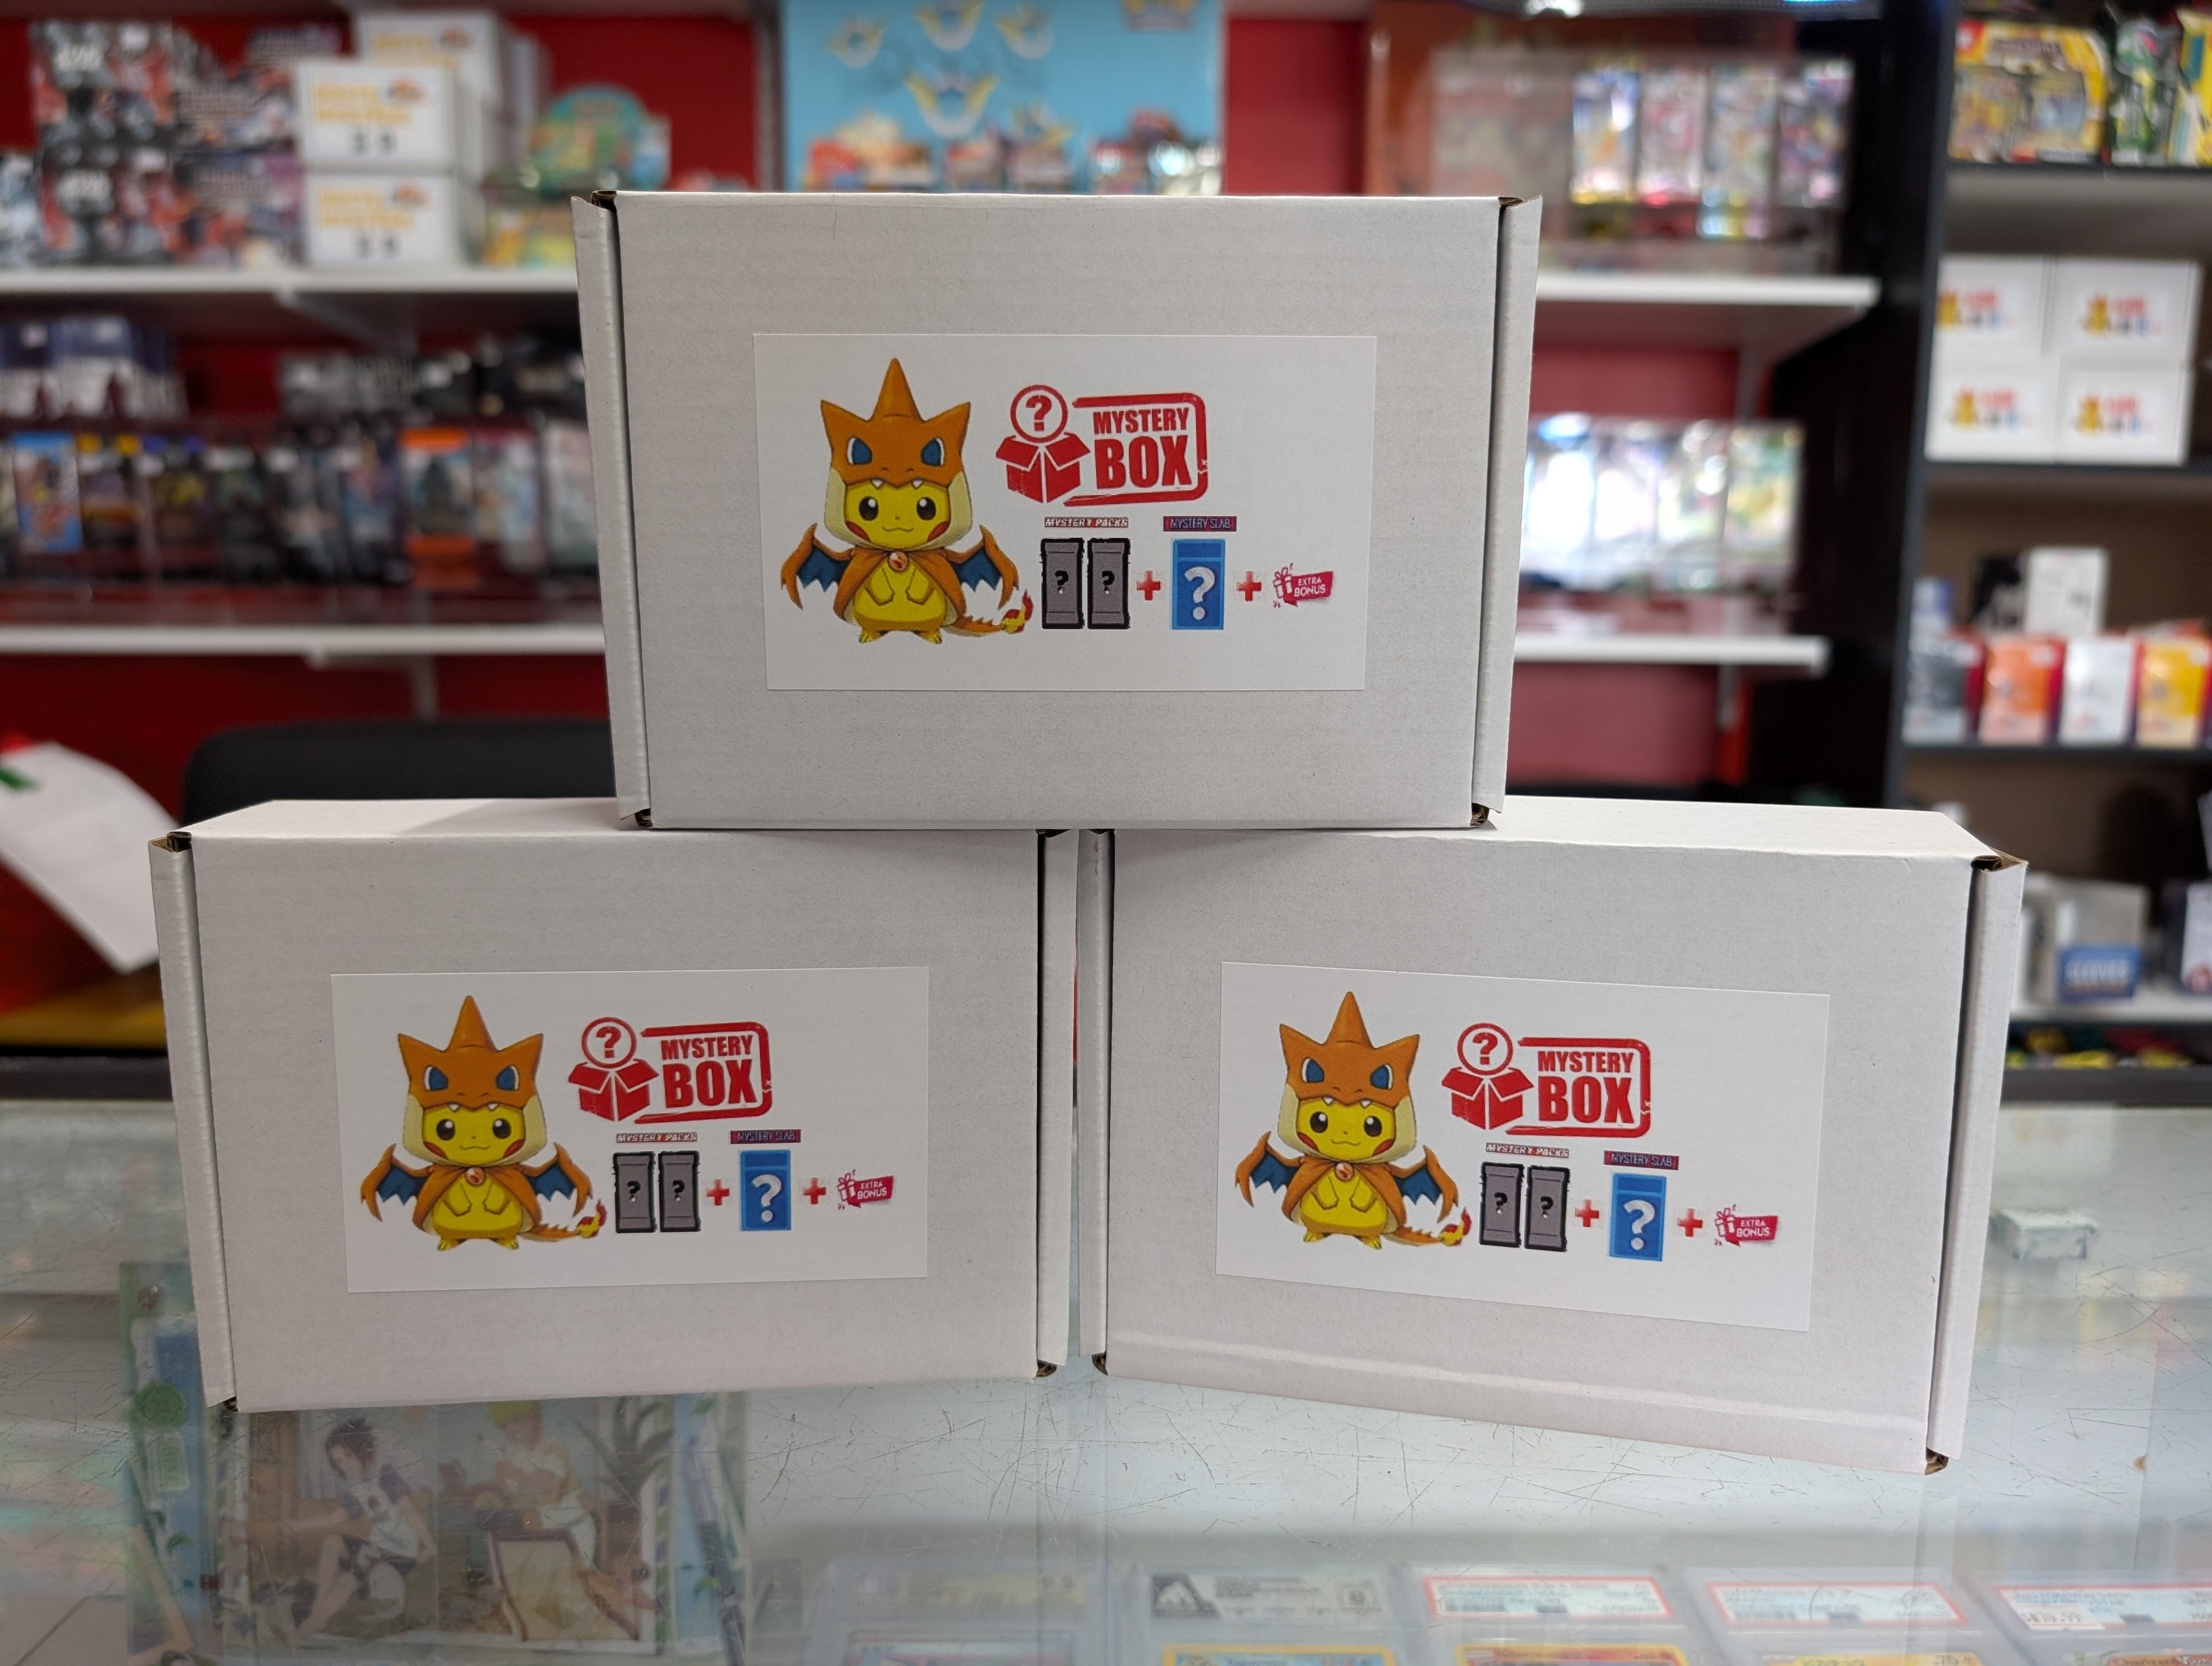 ?
MYSTERY
BOX
MYSTERY PACKS
MYSTERY SLAB
? ? + ? +
EXTRA
BONUS
?
MYSTERY
BOX
MYSTERY PACKS
MYSTERY SLAB
? ? + ? +
EXTRA
BONUS
?
MYSTERY
BOX
MYSTERY PACKS
MYSTERY SLAB
? ? + ? +
EXTRA
BONUS